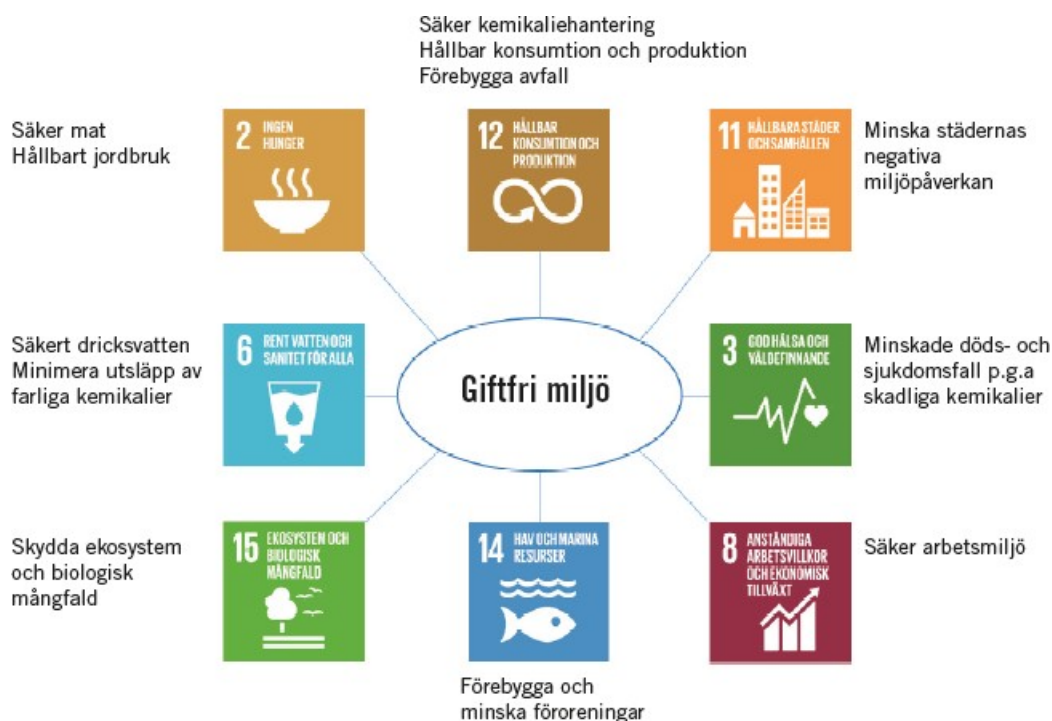 Säker kemikaliehantering
Hållbar konsumtion och produktion
Förebygga avfall
Säker mat
Hållbart jordbruk
2 INGEN
HUNGER
12 HÅLLBAR
KONSUMTION OCH
PRODUKTION
11 HÅLLBARA STÄDER
OCH SAMHÄLLEN
Minska städernas
negativa
miljöpåverkan
Säkert dricksvatten
Minimera utsläpp av
farliga kemikalier
6 RENT VATTEN OCH
SANITET FÖR ALLA
Giftfri miljö
3 GOD HÄLSA OCH
VÄLBEFINNANDE
Minskade döds- och
sjukdomsfall p.g.a
skadliga kemikalier
Skydda ekosystem
och biologisk
mångfald
15 EKOSYSTEM OCH
BIOLOGISK
MÅNGFALD
14 HAV OCH MARINA
RESURSER
8 ANSTÄNDIGA
ARBETSVILLKOR
OCH EKONOMISK
TILLVÄXT
Säker arbetsmiljö
Förebygga och
minska föroreningar